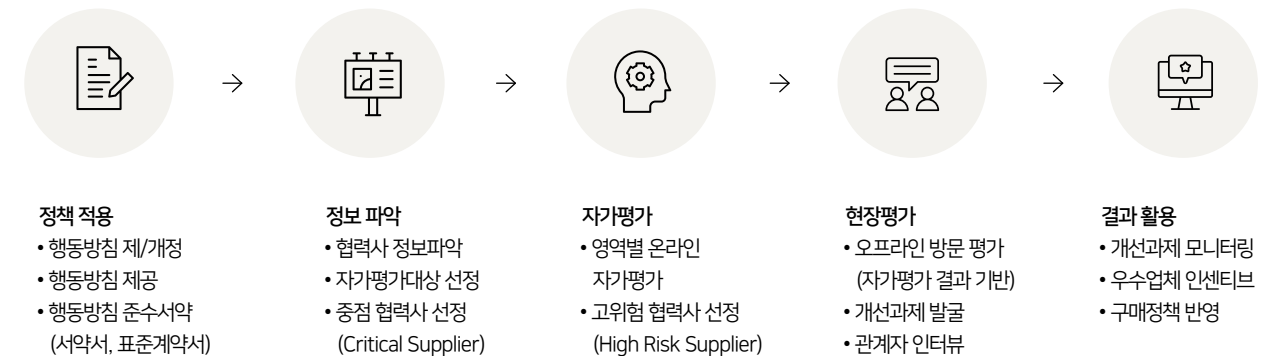 정책 적용
• 행동방침 제/개정
• 행동방침 제공
• 행동방침 준수서약
(서약서, 표준계약서)
정보 파악
• 협력사 정보파악
• 자가평가대상 선정
• 중점 협력사 선정
(Critical Supplier)
자가평가
• 영역별 온라인
자가평가
• 고위험 협력사 선정
(High Risk Supplier)
현장평가
• 오프라인 방문 평가
(자가평가 결과 기반)
• 개선과제 발굴
• 관계자 인터뷰
결과 활용
• 개선과제 모니터링
• 우수업체 인센티브
• 구매정책 반영